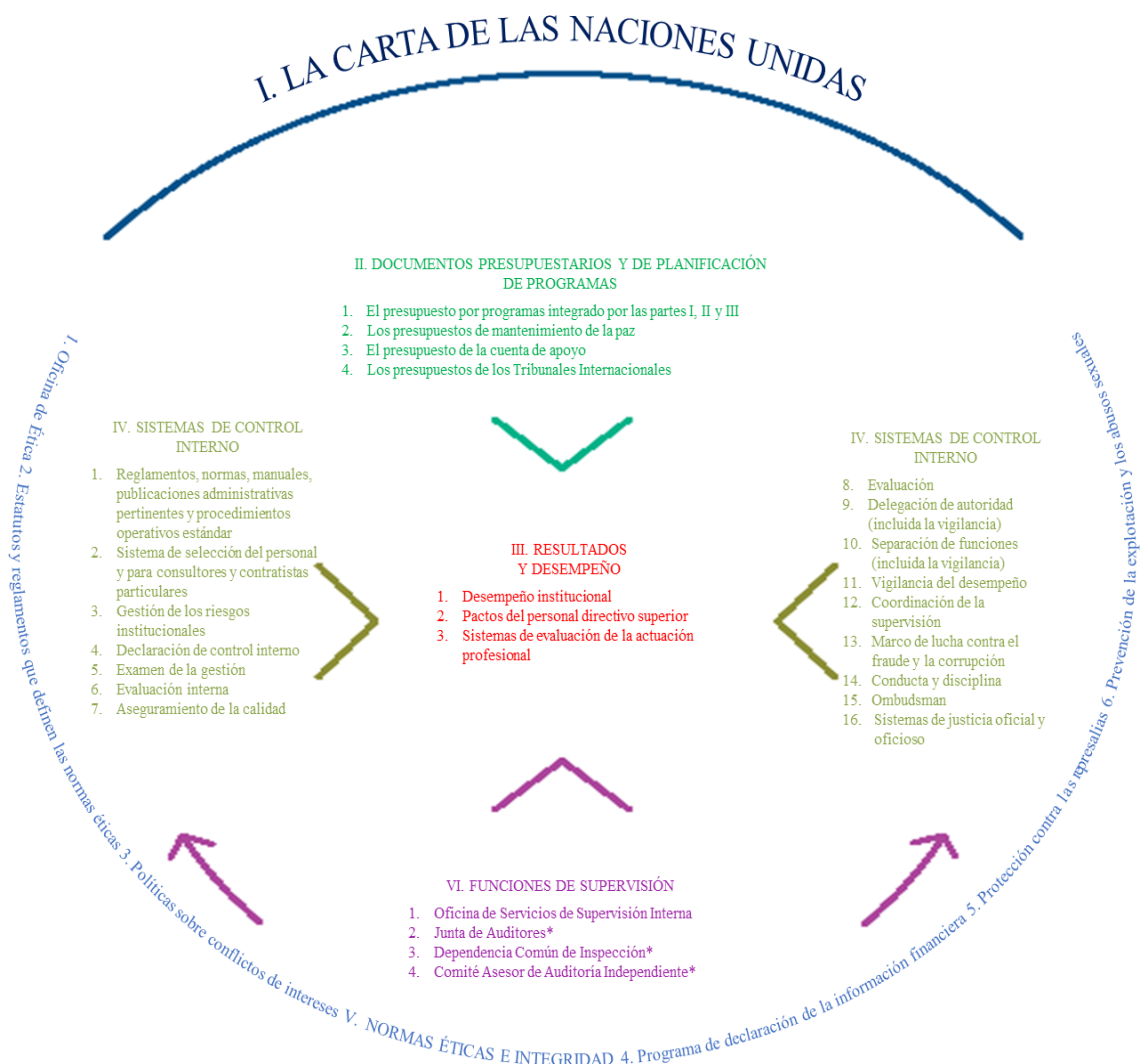 I. LA CARTA DE LAS NACIONES UNIDAS
II. DOCUMENTOS PRESUPUESTARIOS Y DE PLANIFICACIÓN
DE PROGRAMAS
1. El presupuesto por programas integrado por las partes I, II y III
2. Los presupuestos de mantenimiento de la paz
3. El presupuesto de la cuenta de apoyo
4. Los presupuestos de los Tribunales Internacionales
IV. SISTEMAS DE CONTROL
INTERNO
1. Reglamentos, normas, manuales,
publicaciones administrativas
pertinentes y procedimientos
operativos estándar
2. Sistema de selección del personal
y para consultores y contratistas
particulares
3. Gestión de los riesgos
institucionales
4. Declaración de control interno
5. Examen de la gestión
6. Evaluación interna
7. Aseguramiento de la calidad
III. RESULTADOS
Y DESEMPEÑO
1. Desempeño institucional
2. Pactos del personal directivo superior
3. Sistemas de evaluación de la actuación
profesional
IV. SISTEMAS DE CONTROL
INTERNO
8. Evaluación
9. Delegación de autoridad
(incluida la vigilancia)
10. Separación de funciones
(incluida la vigilancia)
11. Vigilancia del desempeño
12. Coordinación de la
supervisión
13. Marco de lucha contra el
fraude y la corrupción
14. Conducta y disciplina
15. Ombudsman
16. Sistemas de justicia oficial y
oficioso
VI. FUNCIONES DE SUPERVISIÓN
1. Oficina de Servicios de Supervisión Interna
2. Junta de Auditores*
3. Dependencia Común de Inspección*
4. Comité Asesor de Auditoría Independiente*
1. Oficina de Ética 2. Estatutos y reglamentos que definen las normas éticas 3. Políticas sobre conflictos de intereses V. NORMAS ÉTICAS E INTEGRIDAD 4. Programa de declaración de la información financiera 5. Protección contra las represalias 6. Prevención de la explotación y los abusos sexuales